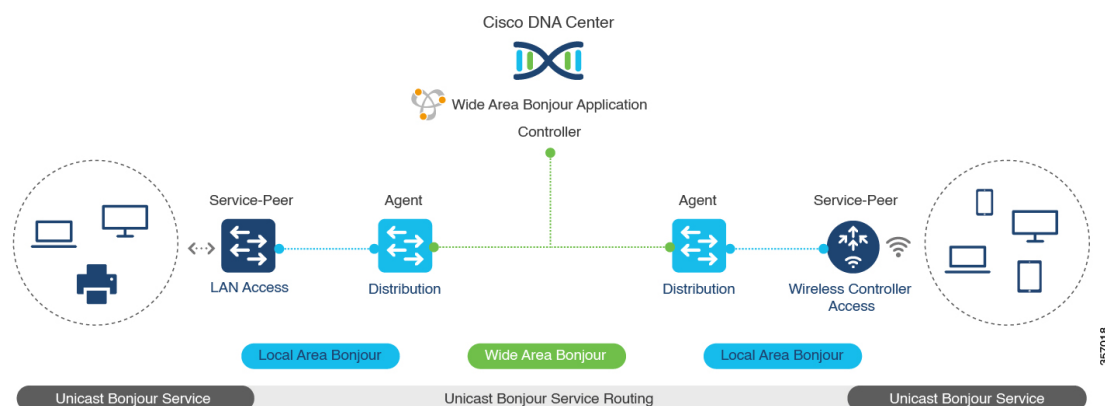 Cisco DNA Center
Wide Area Bonjour Application
Controller
Service-Peer
Agent
Agent
Service-Peer
LAN Access
Distribution
Distribution
Wireless Controller
Access
Local Area Bonjour
Wide Area Bonjour
Local Area Bonjour
357018
Unicast Bonjour Service
Unicast Bonjour Service Routing
Unicast Bonjour Service